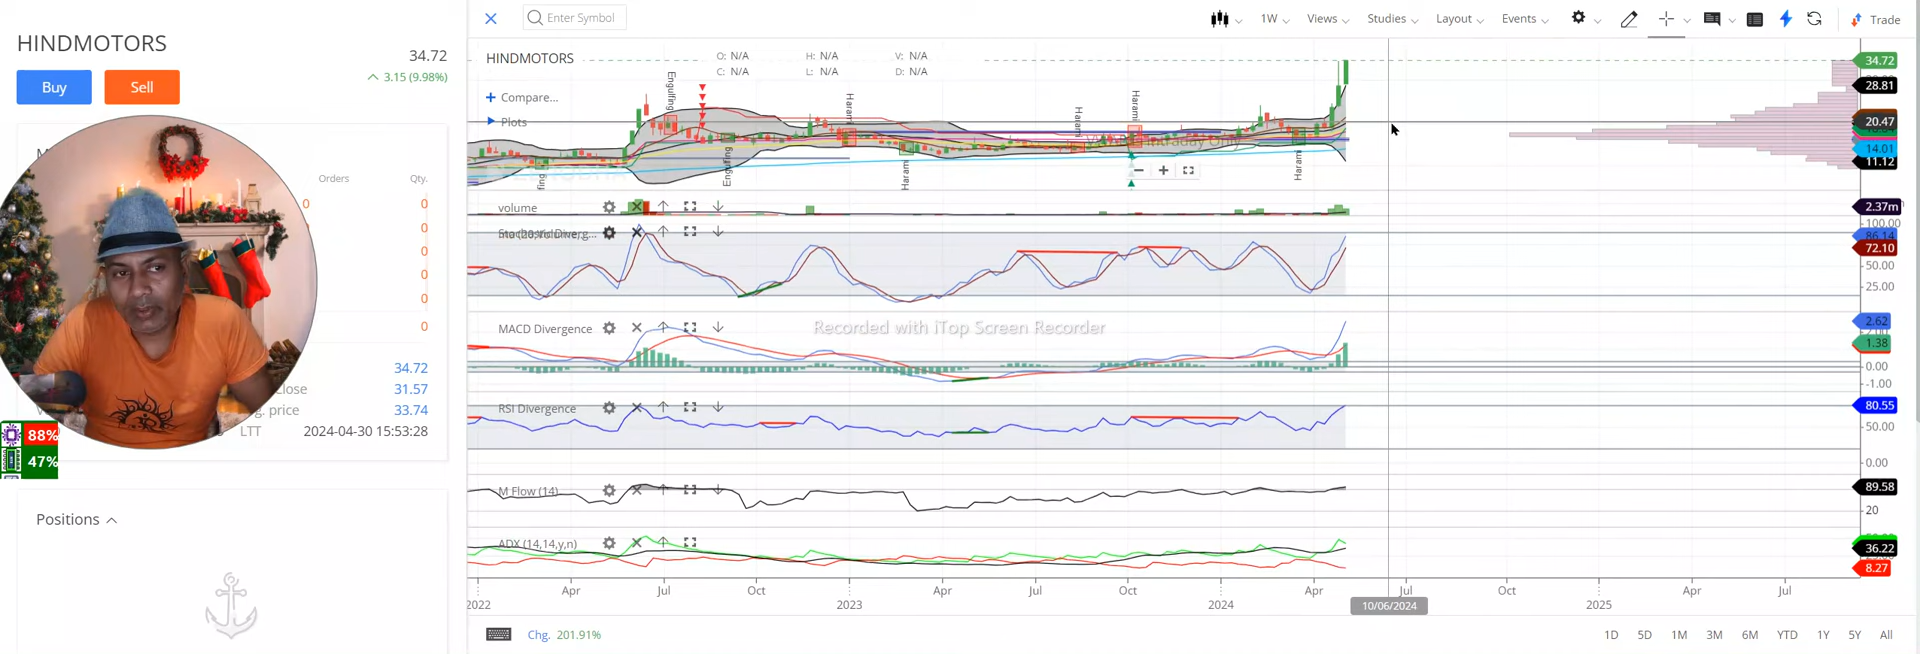 HINDMOTORS
34.72
3.15 (9.98%)
Buy
Sell
Orders
Qty.
0
0
0
0
0
0
0
34.72
Close
31.57
g. price
33.74
LTT
2024-04-30 15:53:28
88%
47%
Positions
Enter Symbol
1W
Views
Studies
Layout
Events
Trade
HINDMOTORS
O: N/A
H: N/A
V: N/A
C: N/A
L: N/A
D: N/A
Compare...
Plots
Engulfing
Harami
Harami
Harami
Engulfing
Harami
Harami
fing
34.72
28.81
20.47
14.01
11.12
volume
2.37m
100.00
86.14
72.10
50.00
25.00
MACD Divergence
Recorded with iTop Screen Recorder
2.62
1.38
0.00
-1.00
RSI Divergence
80.55
50.00
0.00
M Flow (14)
89.58
20
ADX (14,14,y,n)
36.22
8.27
2022
Apr
Jul
Oct
2023
Apr
Jul
Oct
2024
Apr
Jul
Oct
2025
Apr
Jul
10/06/2024
Chg. 201.91%
1D
5D
1M
3M
6M
YTD
1Y
5Y
All